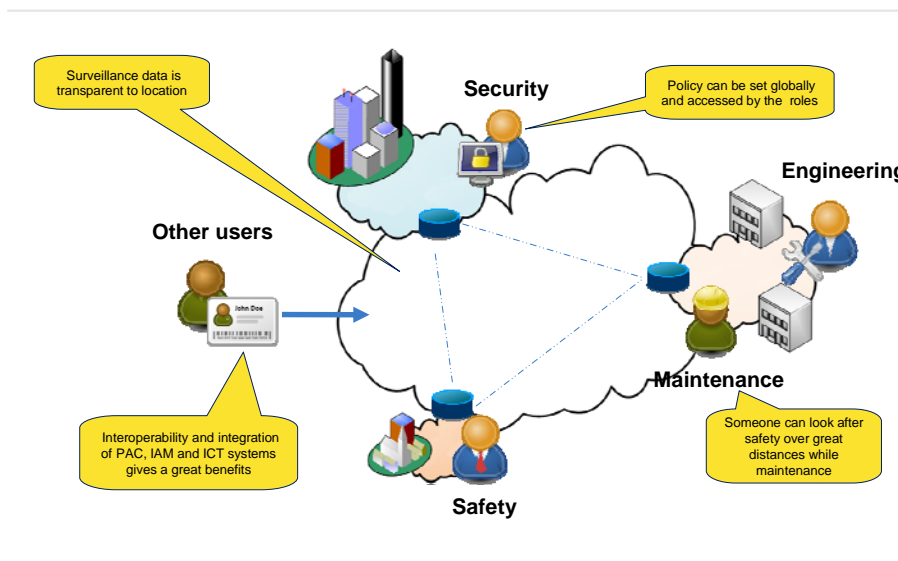 Surveillance data is
transparent to location
Security
Policy can be set globally
and accessed by the roles
Engineering
Other users
John Doe
Maintenance
Interoperability and integration
of PAC, IAM and ICT systems
gives a great benefits
Someone can look after
safety over great
distances while
maintenance
Safety